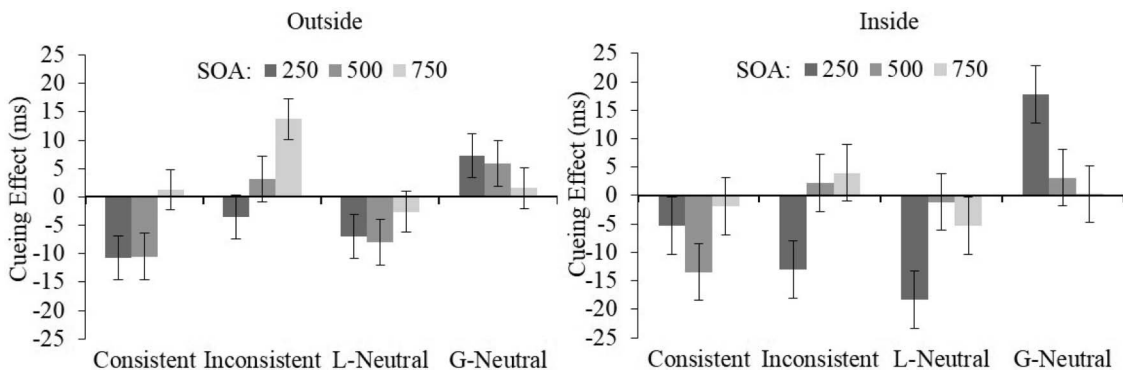 Outside
SOA: 250 500 750
Cueing Effect (ms)
25
20
15
10
5
0
-5
-10
-15
-20
-25
Consistent Inconsistent L-Neutral G-Neutral
Inside
SOA: 250 500 750
Cueing Effect (ms)
25
20
15
10
5
0
-5
-10
-15
-20
-25
Consistent Inconsistent L-Neutral G-Neutral